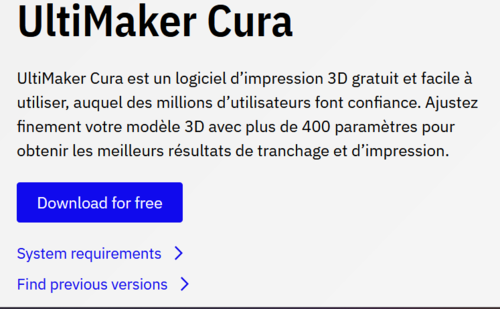 UltiMaker Cura
UltiMaker Cura est un logiciel d’impression 3D gratuit et facile à
utiliser, auquel des millions d’utilisateurs font confiance. Ajustez
finement votre modèle 3D avec plus de 400 paramètres pour
obtenir les meilleurs résultats de tranchage et d’impression.
Download for free
System requirements
Find previous versions